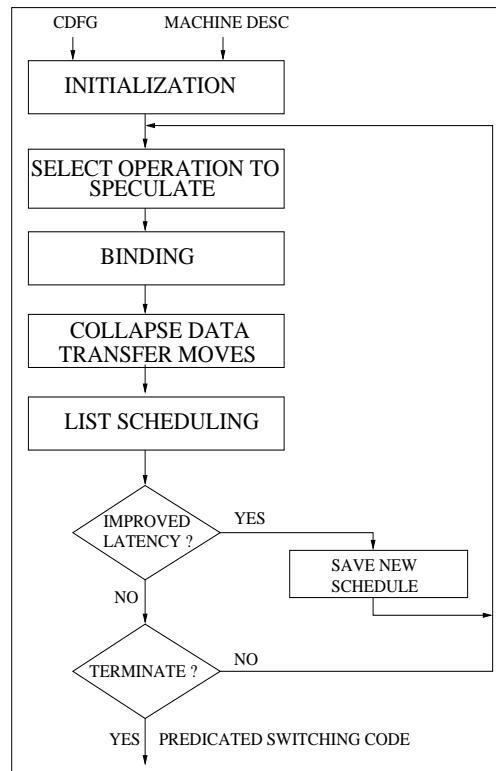 CDFG
MACHINE DESC
INITIALIZATION
SELECT OPERATION TO
SPECULATE
BINDING
COLLAPSE DATA
TRANSFER MOVES
LIST SCHEDULING
IMPROVED
LATENCY ?
YES
SAVE NEW
SCHEDULE
NO
TERMINATE ?
NO
YES
PREDICATED SWITCHING CODE